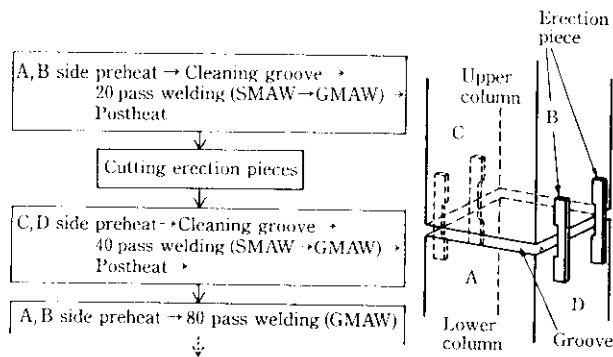 A, B side preheat → Cleaning groove →
20 pass welding (SMAW→GMAW) →
Postheat
Cutting erection pieces
C, D side preheat → Cleaning groove →
40 pass welding (SMAW→GMAW) →
Postheat →
A, B side preheat → 80 pass welding (GMAW)
Erection
piece
Upper
column
B
C
A
D
Lower
column
Groove